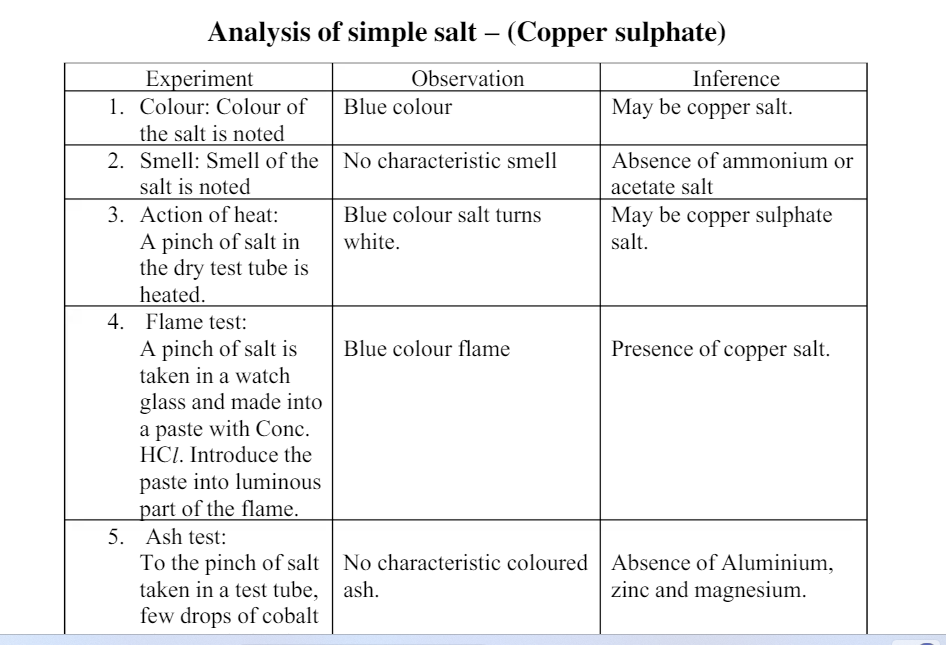 Analysis of simple salt – (Copper sulphate)
Experiment Observation Inference
1. Colour: Colour of Blue colour May be copper salt.
the salt is noted
2. Smell: Smell of the No characteristic smell Absence of ammonium or
salt is noted acetate salt
3. Action of heat: Blue colour salt turns May be copper sulphate
A pinch of salt in white. salt.
the dry test tube is
heated.
4. Flame test:
A pinch of salt is Blue colour flame Presence of copper salt.
taken in a watch
glass and made into
a paste with Conc.
HCl. Introduce the
paste into luminous
part of the flame.
5. Ash test:
To the pinch of salt No characteristic coloured Absence of Aluminium,
taken in a test tube, ash. zinc and magnesium.
few drops of cobalt